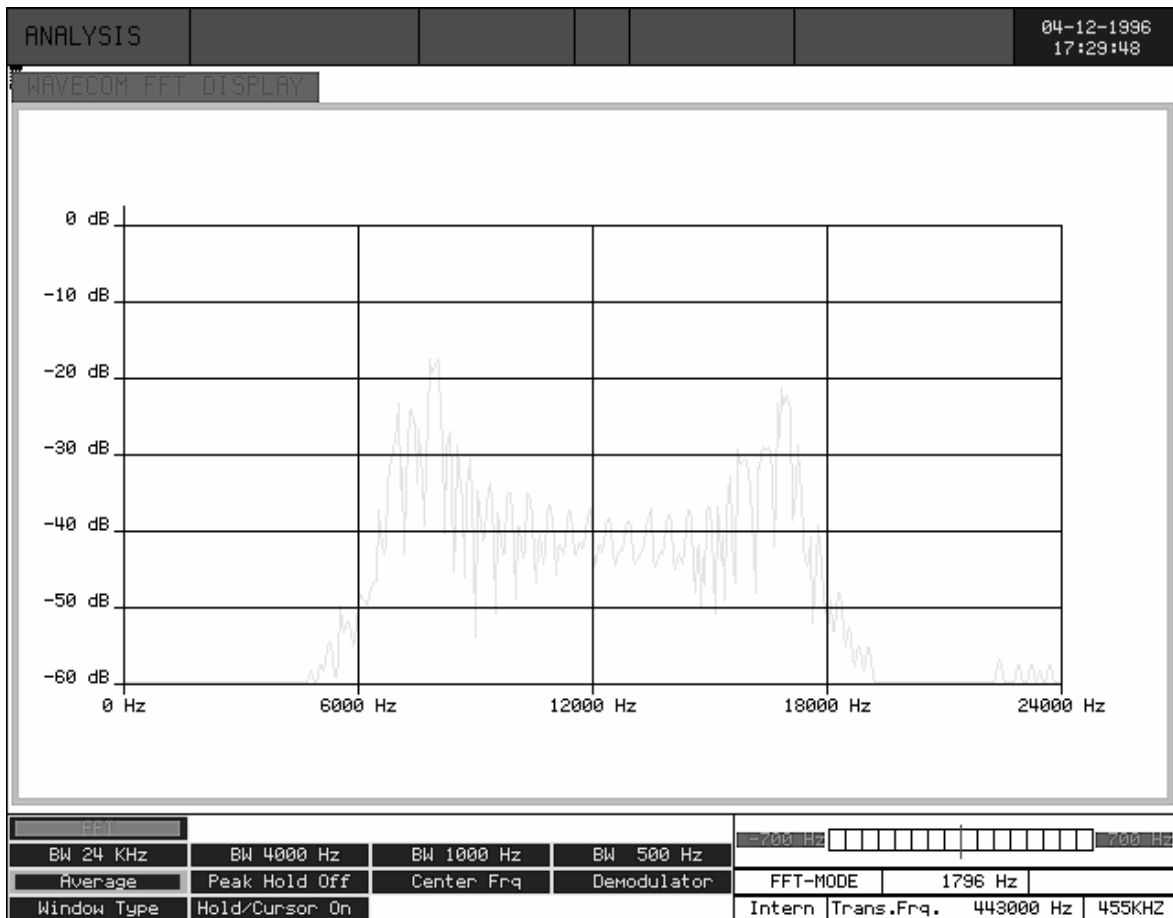 ANALYSIS
04-12-1996
17:29:48
WAVECOM FFT DISPLAY
0 dB
-10 dB
-20 dB
-30 dB
-40 dB
-50 dB
-60 dB
0 Hz 6000 Hz 12000 Hz 18000 Hz 24000 Hz
FFT
-700 Hz 700 Hz
BW 24 KHz BW 4000 Hz BW 1000 Hz BW 500 Hz
Average Peak Hold Off Center Frq Demodulator
FFT-MODE 1796 Hz
Window Type Hold/Cursor On
Intern Trans.Frq. 443000 Hz 455KHZ